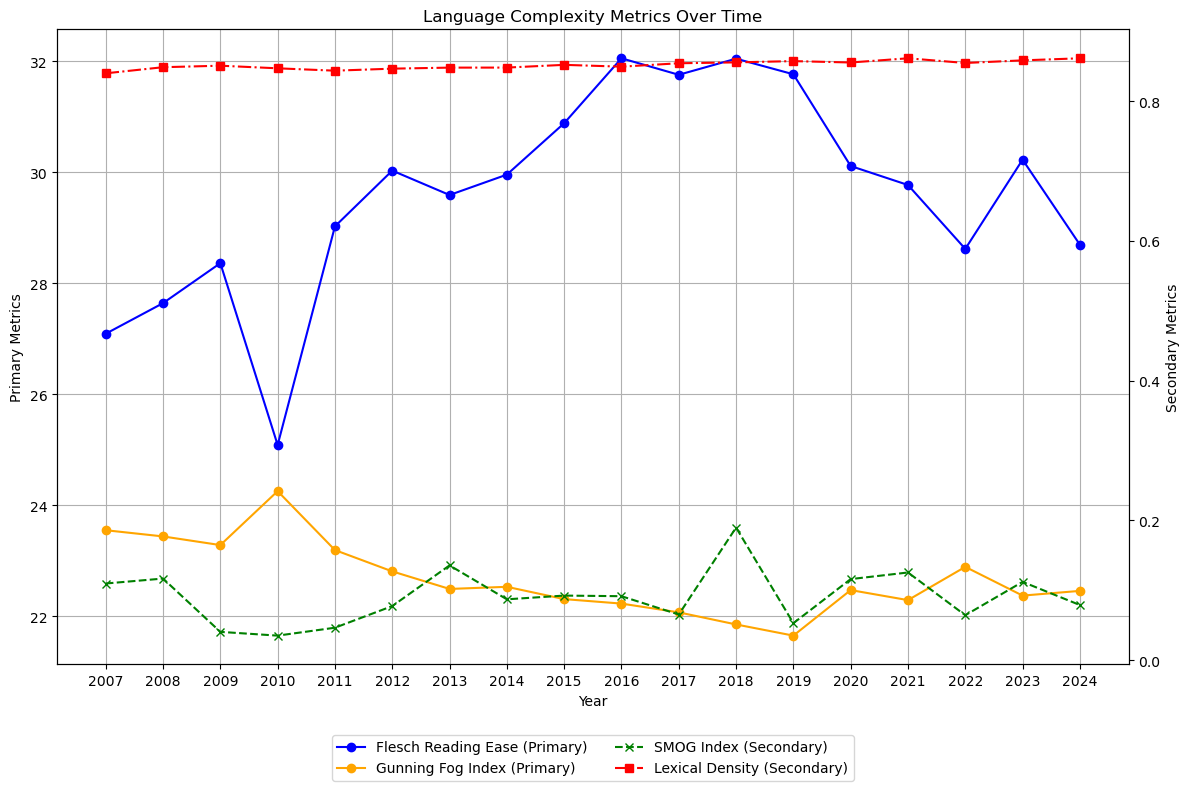 Language Complexity Metrics Over Time
Primary Metrics
32
30
28
26
24
22
Secondary Metrics
0.8
0.6
0.4
0.2
0.0
2007 2008 2009 2010 2011 2012 2013 2014 2015 2016 2017 2018 2019 2020 2021 2022 2023 2024
Year
Flesch Reading Ease (Primary)
Gunning Fog Index (Primary)
SMOG Index (Secondary)
Lexical Density (Secondary)